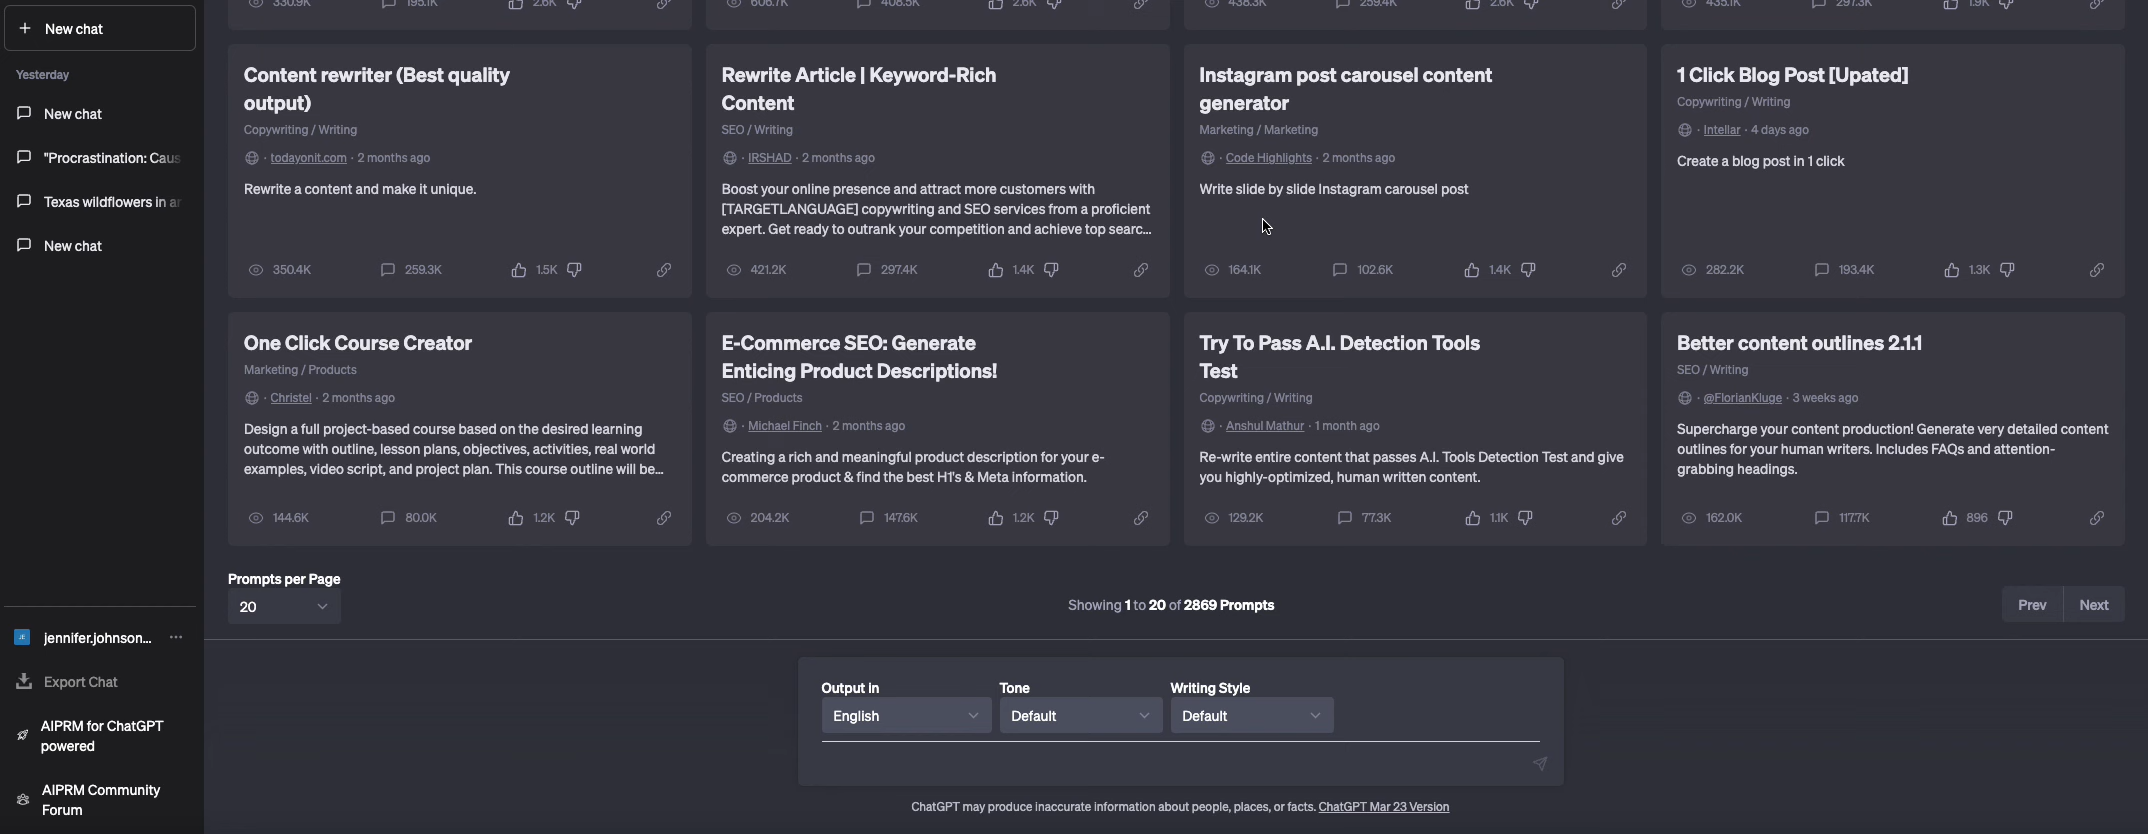 New chat
Yesterday
New chat
"Procrastination: Caus
Texas wildflowers in ar
New chat
330.9K 195.1K 2.6K
606.7K 408.5K 2.6K
438.3K 259.4K 2.6K
435.1K 297.3K 1.9K
Content rewriter (Best quality
output)
Copywriting / Writing
· todayonit.com · 2 months ago
Rewrite a content and make it unique.
350.4K 259.3K 1.5K
Rewrite Article | Keyword-Rich
Content
SEO / Writing
· IRSHAD · 2 months ago
Boost your online presence and attract more customers with
[TARGETLANGUAGE] copywriting and SEO services from a proficient
expert. Get ready to outrank your competition and achieve top searc...
421.2K 297.4K 1.4K
Instagram post carousel content
generator
Marketing / Marketing
· Code Highlights · 2 months ago
Write slide by slide Instagram carousel post
164.1K 102.6K 1.4K
1 Click Blog Post [Upated]
Copywriting / Writing
· Intellar · 4 days ago
Create a blog post in 1 click
282.2K 193.4K 1.3K
One Click Course Creator
Marketing / Products
· Christel · 2 months ago
Design a full project-based course based on the desired learning
outcome with outline, lesson plans, objectives, activities, real world
examples, video script, and project plan. This course outline will be...
144.6K 80.0K 1.2K
E-Commerce SEO: Generate
Enticing Product Descriptions!
SEO / Products
· Michael Finch · 2 months ago
Creating a rich and meaningful product description for your e-
commerce product & find the best H1's & Meta information.
204.2K 147.6K 1.2K
Try To Pass A.I. Detection Tools
Test
Copywriting / Writing
· Anshul Mathur · 1 month ago
Re-write entire content that passes A.I. Tools Detection Test and give
you highly-optimized, human written content.
129.2K 77.3K 1.1K
Better content outlines 2.1.1
SEO / Writing
· @FlorianKluge · 3 weeks ago
Supercharge your content production! Generate very detailed content
outlines for your human writers. Includes FAQs and attention-
grabbing headings.
162.0K 117.7K 896
Prompts per Page
20
Showing 1 to 20 of 2869 Prompts
Prev Next
jennifer.johnson... ...
Export Chat
AIPRM for ChatGPT
powered
AIPRM Community
Forum
Output in Tone Writing Style
English Default Default
ChatGPT may produce inaccurate information about people, places, or facts. ChatGPT Mar 23 Version